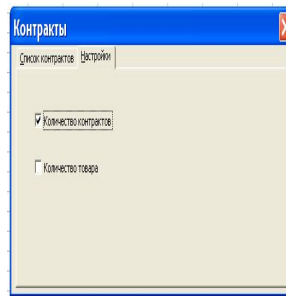 Контракты
Список контрактов Настройки
Количество контрактов
Количество товара